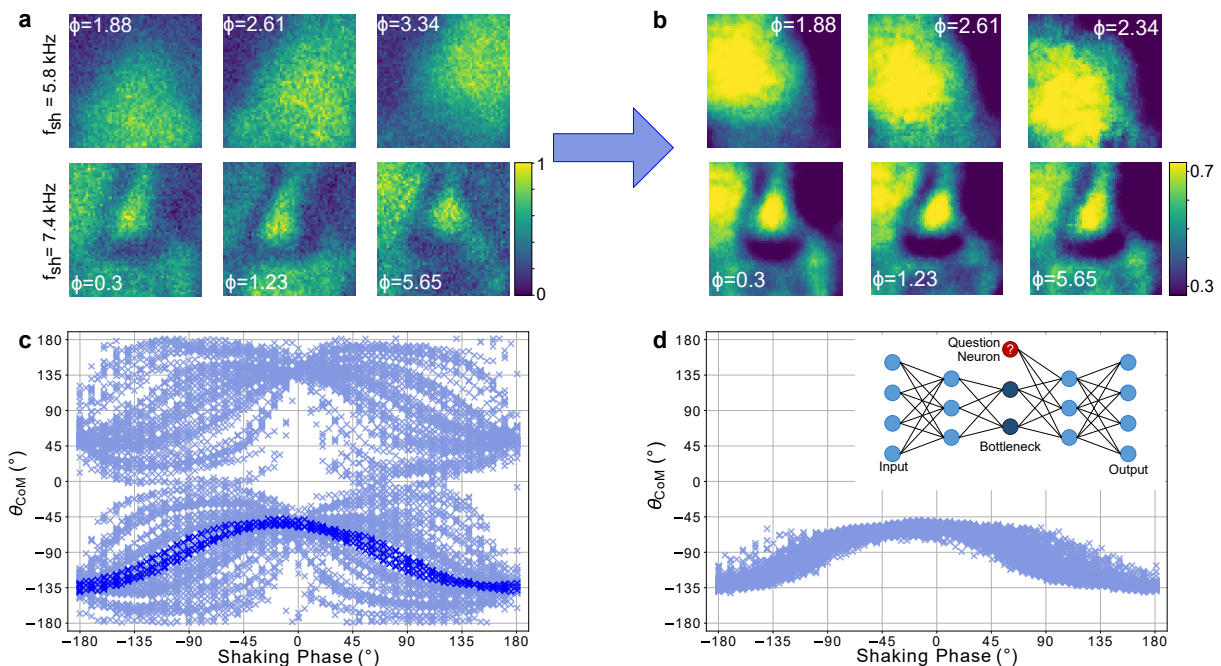 a
b
f_sh = 5.8 kHz
ϕ=1.88
ϕ=2.61
ϕ=3.34
ϕ=1.88
ϕ=2.61
ϕ=2.34
f_sh= 7.4 kHz
ϕ=0.3
ϕ=1.23
ϕ=5.65
1
0
ϕ=0.3
ϕ=1.23
ϕ=5.65
0.7
0.3
c
θ_CoM (°)
180
135
90
45
0
−45
−90
−135
−180
−180
−135
−90
−45
0
45
90
135
180
Shaking Phase (°)
d
θ_CoM (°)
180
135
90
45
0
−45
−90
−135
−180
Question
Neuron
?
Input
Bottleneck
Output
−180
−135
−90
−45
0
45
90
135
180
Shaking Phase (°)